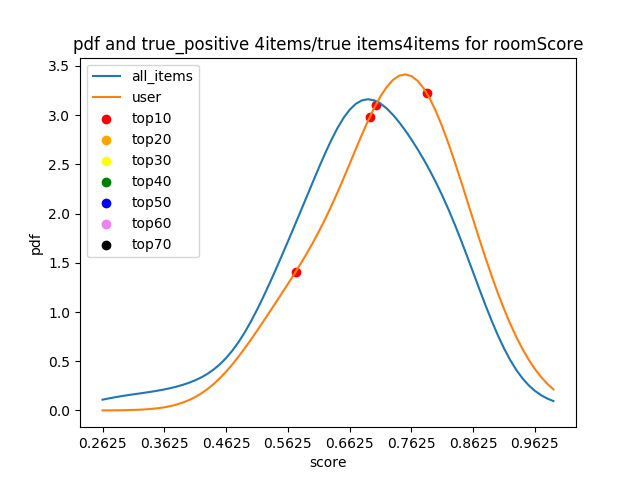 pdf and true_positive 4items/true items4items for roomScore
3.5
3.0
2.5
2.0
1.5
1.0
0.5
0.0
pdf
all_items
user
top10
top20
top30
top40
top50
top60
top70
0.2625 0.3625 0.4625 0.5625 0.6625 0.7625 0.8625 0.9625
score